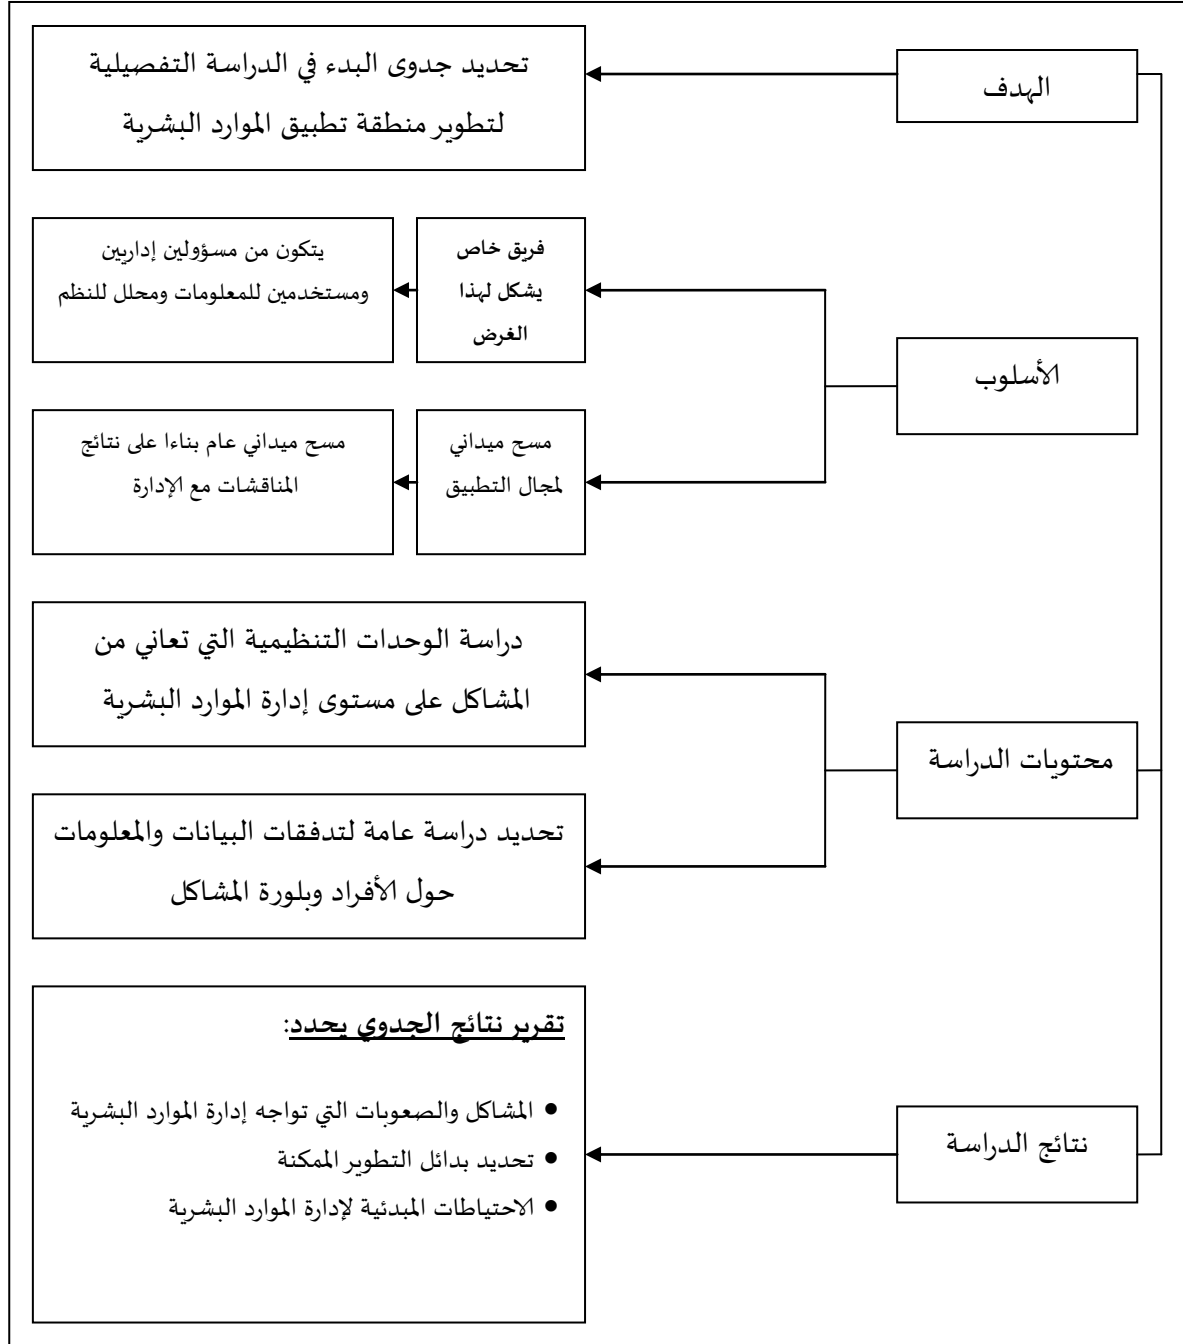 الهدف
تحديد جدوى البدء في الدراسة التفصيلية
لتطوير منطقة تطبيق الموارد البشرية
الأسلوب
فريق خاص
يشكل لهذا
الغرض
يتكون من مسؤولين إداريين
ومستخدمين للمعلومات ومحلل للنظم
مسح ميداني
لمجال التطبيق
مسح ميداني عام بناءا على نتائج
المناقشات مع الإدارة
محتويات الدراسة
دراسة الوحدات التنظيمية التي تعاني من
المشاكل على مستوى إدارة الموارد البشرية
تحديد دراسة عامة لتدفقات البيانات والمعلومات
حول الأفراد وبلورة المشاكل
نتائج الدراسة
تقرير نتائج الجدوي يحدد:
• المشاكل والصعوبات التي تواجه إدارة الموارد البشرية
• تحديد بدائل التطوير الممكنة
• الاحتياطات المبدئية لإدارة الموارد البشرية